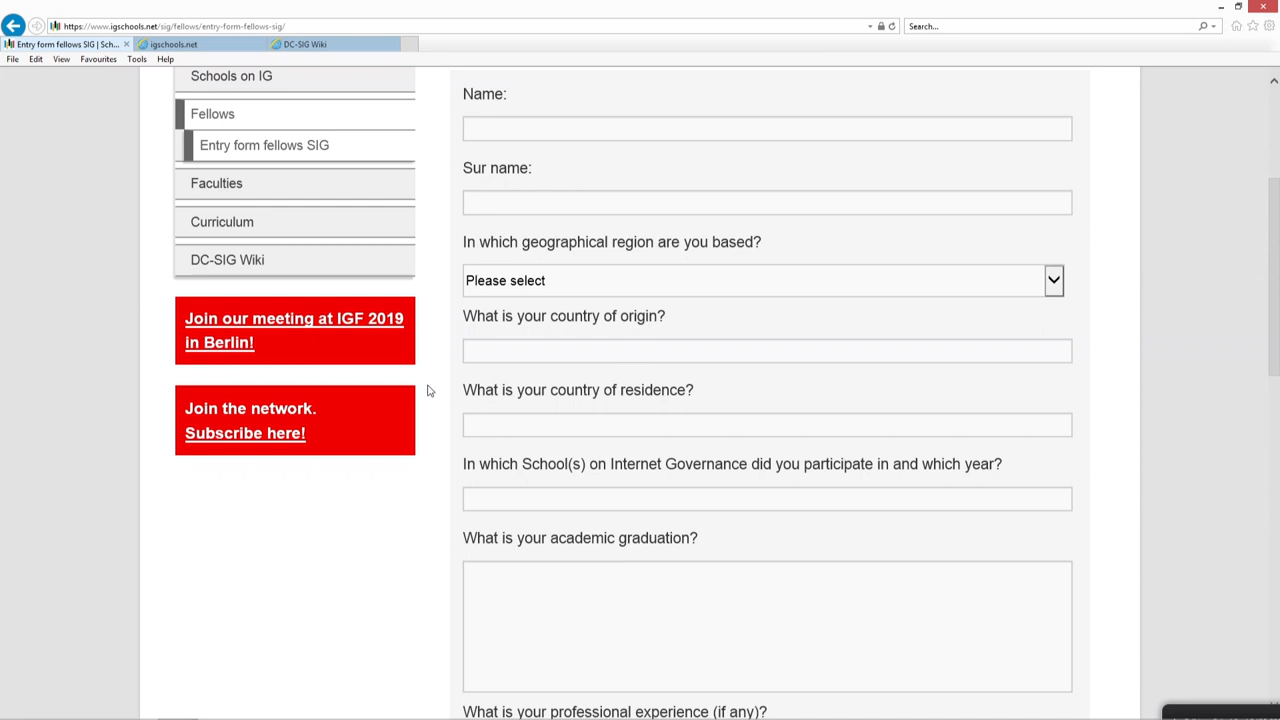 https://www.igschools.net/sig/fellows/entry-form-fellows-sig/
Search...
Entry form fellows SIG | Sch...
igschools.net
DC-SIG Wiki
File Edit View Favourites Tools Help
Schools on IG
Fellows
Entry form fellows SIG
Faculties
Curriculum
DC-SIG Wiki
Join our meeting at IGF 2019
in Berlin!
Join the network.
Subscribe here!
Name:
Sur name:
In which geographical region are you based?
Please select
What is your country of origin?
What is your country of residence?
In which School(s) on Internet Governance did you participate in and which year?
What is your academic graduation?
What is your professional experience (if any)?